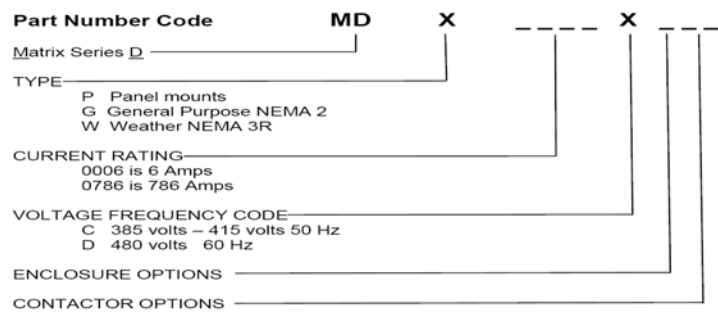 Part Number Code MD X _ _ _ _ X _ _ _
Matrix Series D
TYPE
P Panel mounts
G General Purpose NEMA 2
W Weather NEMA 3R
CURRENT RATING
0006 is 6 Amps
0786 is 786 Amps
VOLTAGE FREQUENCY CODE
C 385 volts – 415 volts 50 Hz
D 480 volts 60 Hz
ENCLOSURE OPTIONS
CONTACTOR OPTIONS